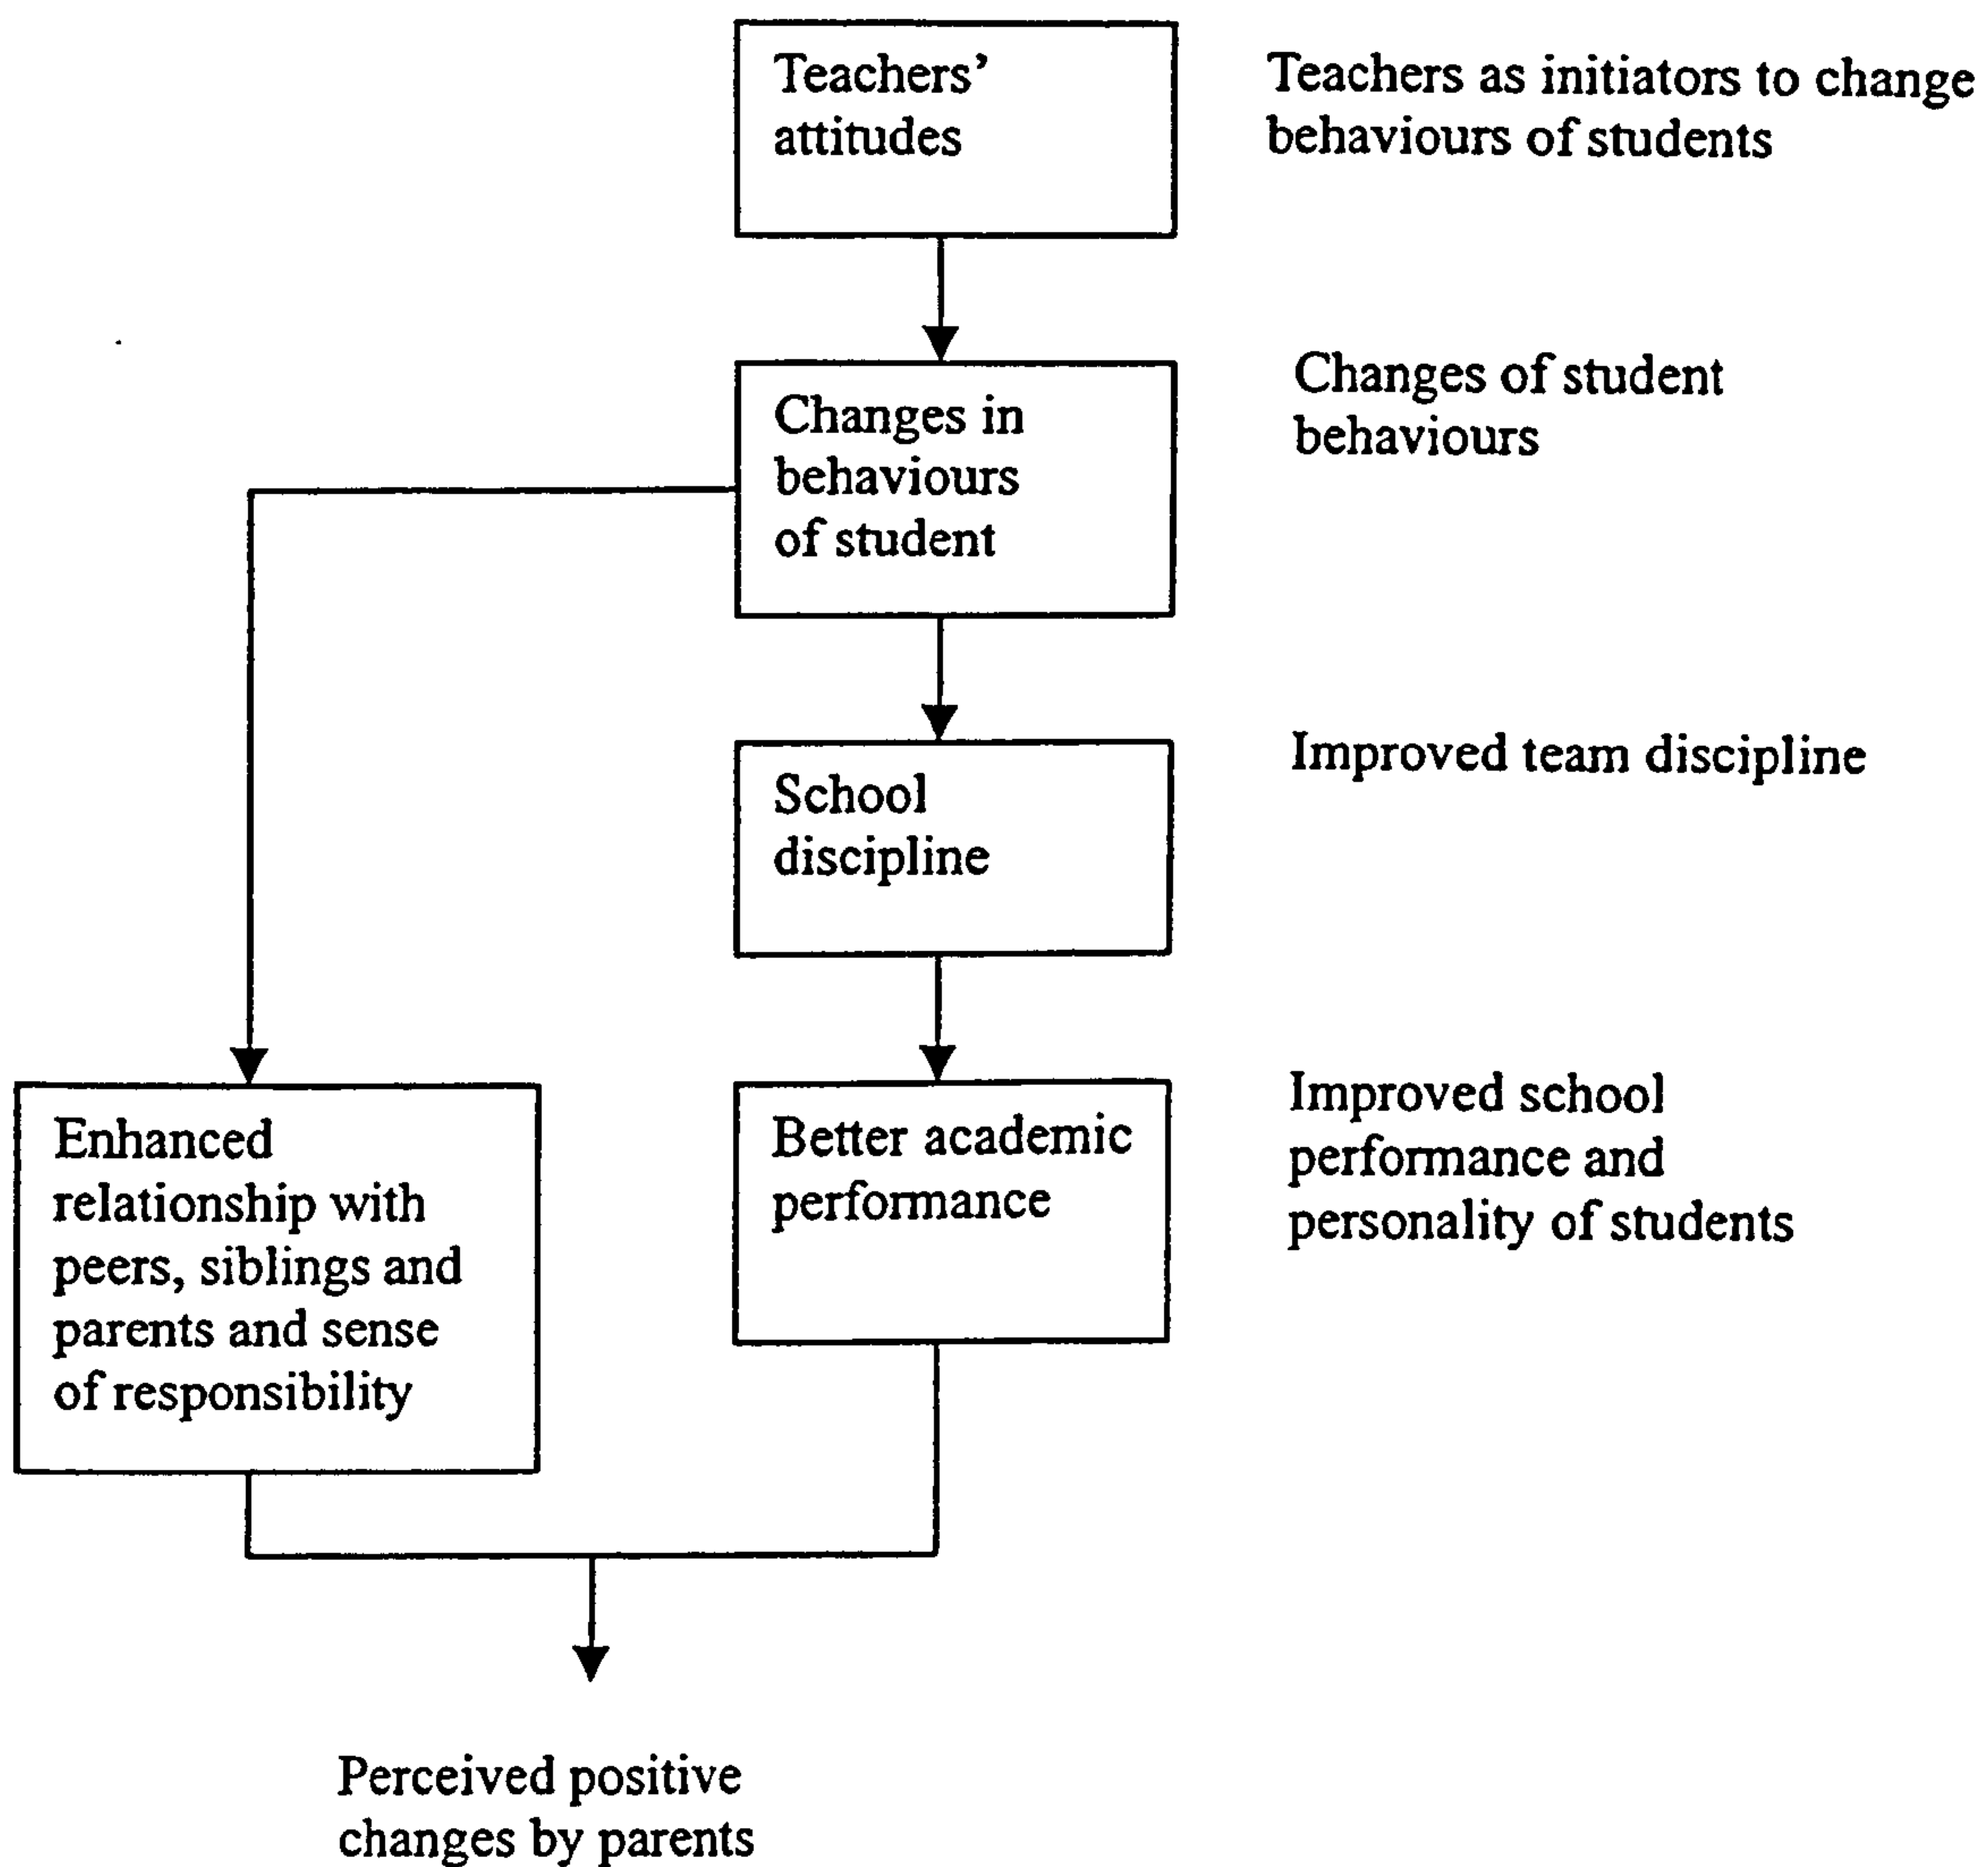 Teachers’
attitudes
Teachers as initiators to change
behaviours of students
Changes in
behaviours
of student
Changes of student
behaviours
School
discipline
Improved team discipline
Enhanced
relationship with
peers, siblings and
parents and sense
of responsibility
Better academic
performance
Improved school
performance and
personality of students
Perceived positive
changes by parents